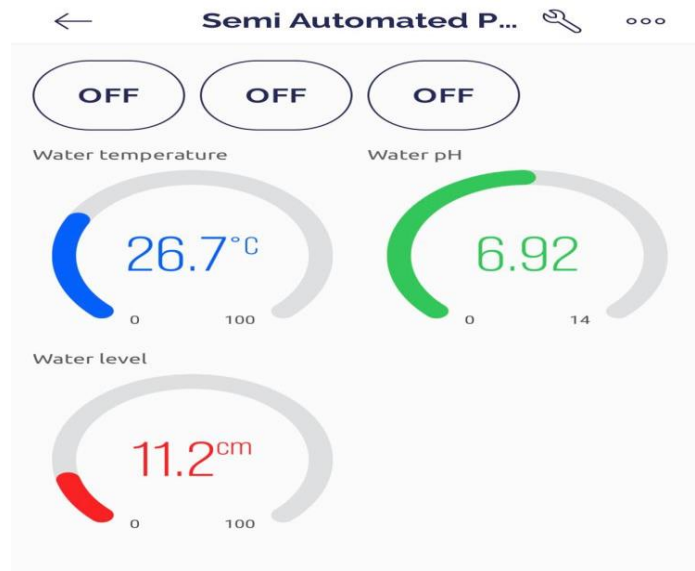 Semi Automated P...
OFF OFF OFF
Water temperature Water pH
26.7°C 6.92
0 100 0 14
Water level
11.2cm
0 100